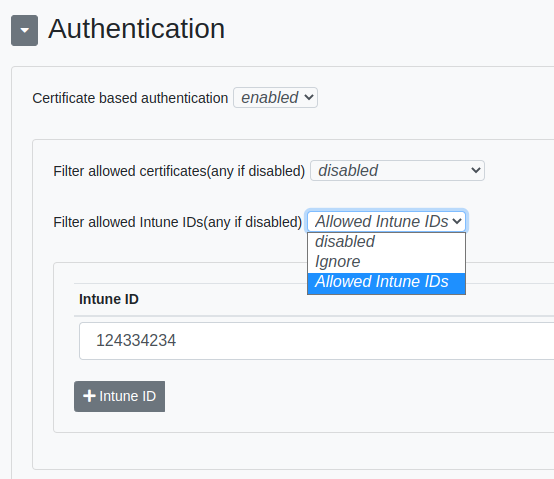 Authentication
Certificate based authentication enabled
Filter allowed certificates(any if disabled) disabled
Filter allowed Intune IDs(any if disabled) Allowed Intune IDs
disabled
Ignore
Allowed Intune IDs
Intune ID
124334234
+ Intune ID